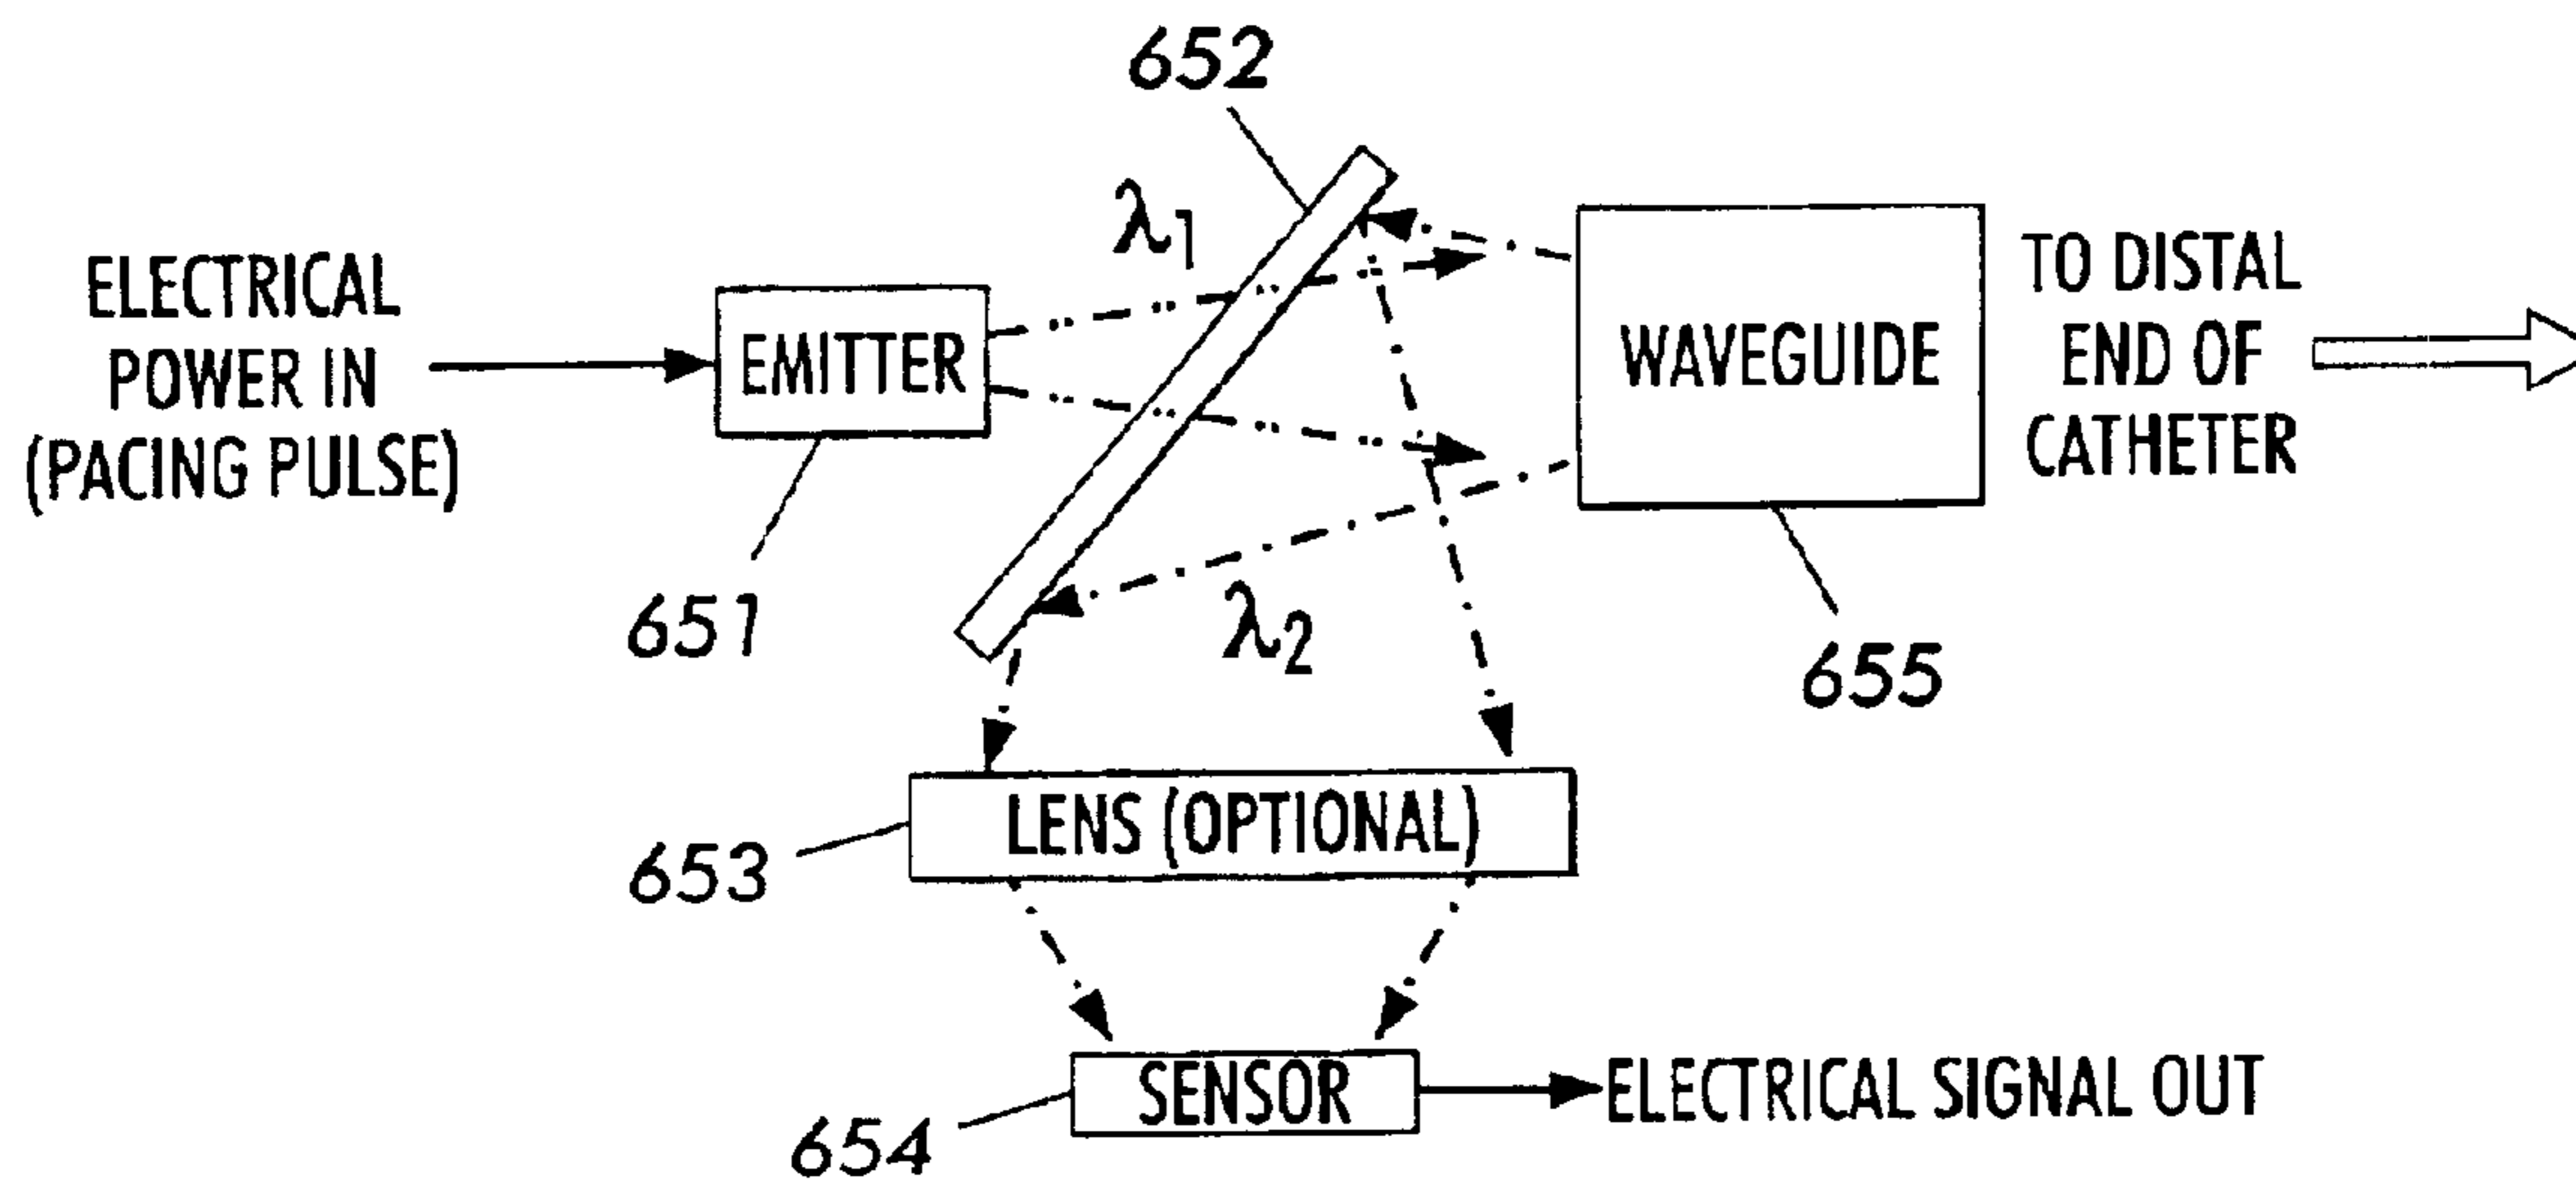 652
λ1
ELECTRICAL
POWER IN
(PACING PULSE)
EMITTER
WAVEGUIDE
TO DISTAL
END OF
CATHETER
651
λ2
655
LENS (OPTIONAL)
653
SENSOR
ELECTRICAL SIGNAL OUT
654